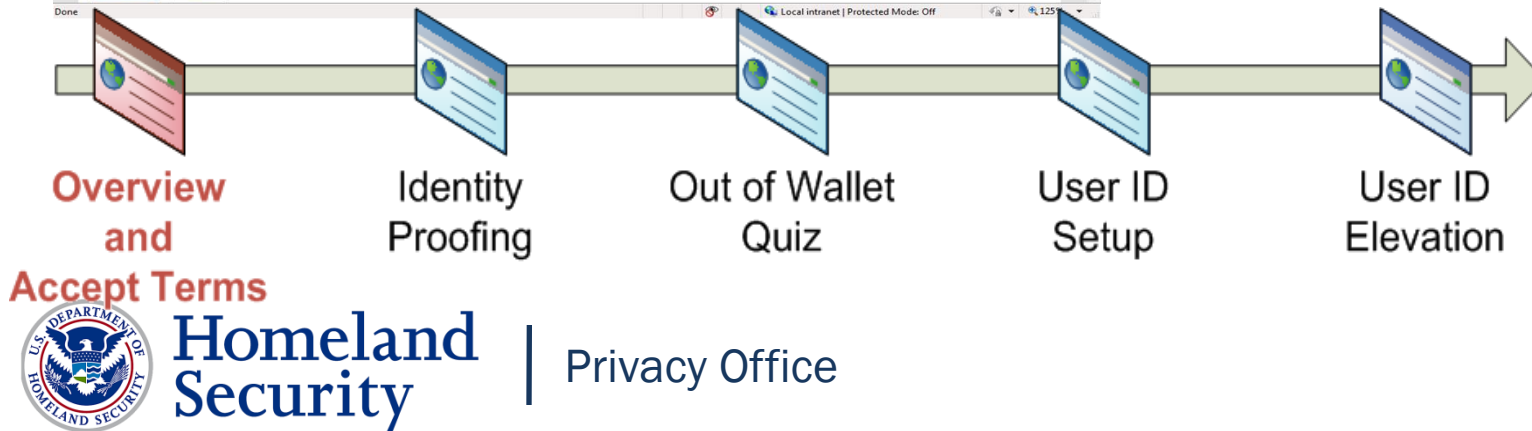 Done
Local intranet | Protected Mode: Off
125%
Overview
and
Accept Terms
Identity
Proofing
Out of Wallet
Quiz
User ID
Setup
User ID
Elevation
U.S. DEPARTMENT OF
HOMELAND SECURITY
Homeland
Security
Privacy Office